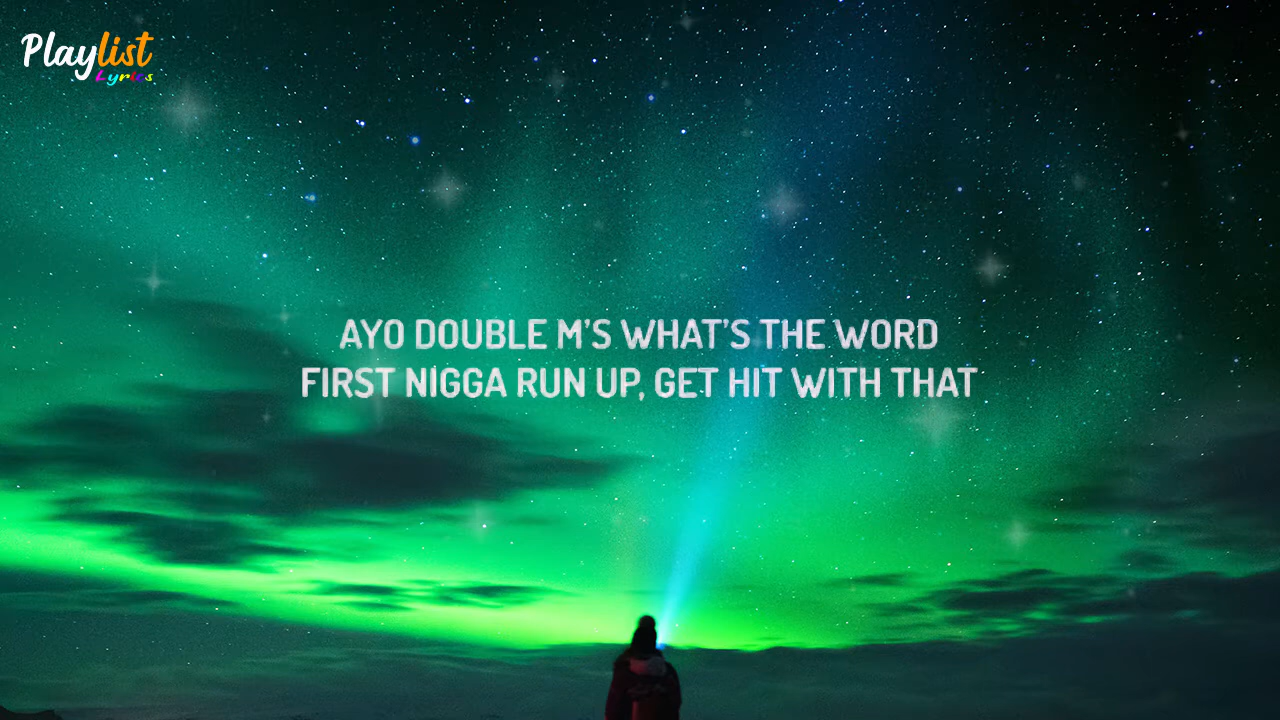 Playlist
Lyrics
AYO DOUBLE M'S WHAT'S THE WORD
FIRST NIGGA RUN UP, GET HIT WITH THAT